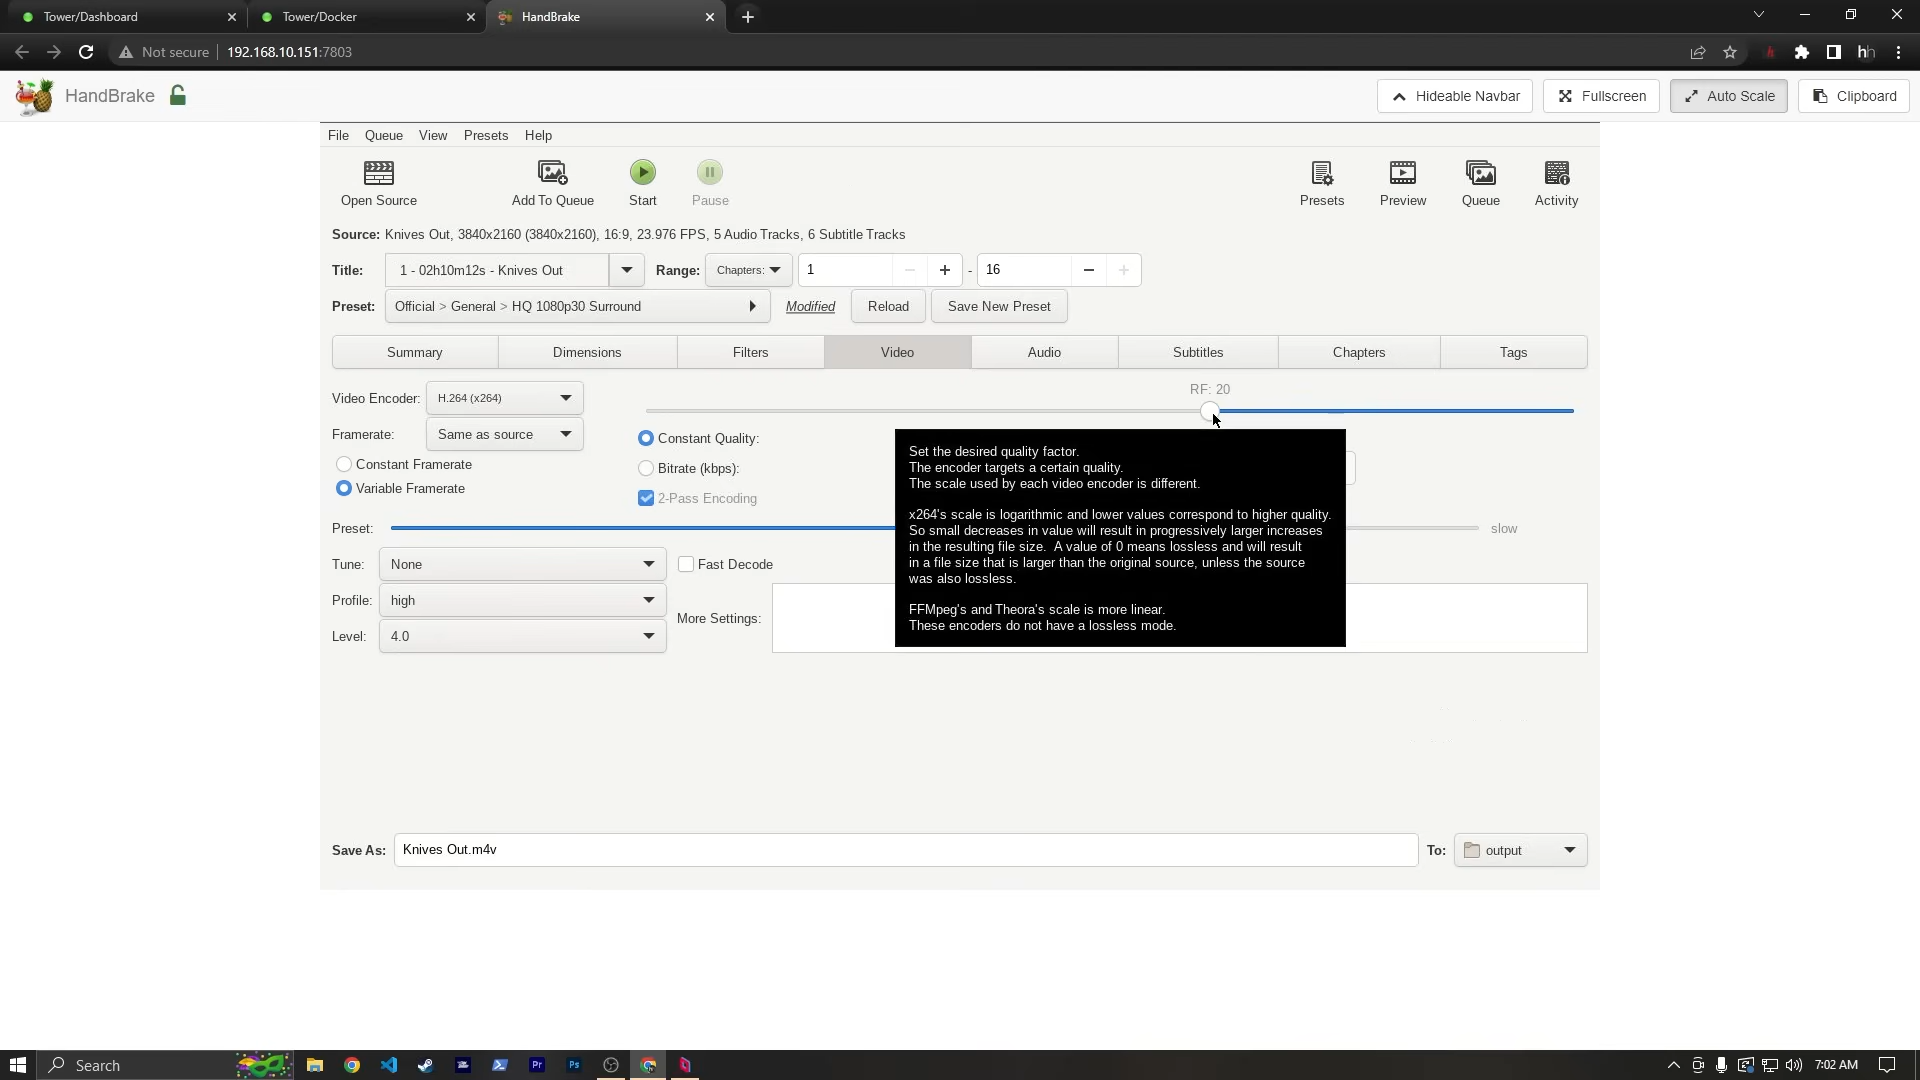 Tower/Dashboard
Tower/Docker
HandBrake
Not secure
192.168.10.151:7803
HandBrake
Hideable Navbar
Fullscreen
Auto Scale
Clipboard
File Queue View Presets Help
Open Source
Add To Queue
Start
Pause
Presets
Preview
Queue
Activity
Source: Knives Out, 3840x2160 (3840x2160), 16:9, 23.976 FPS, 5 Audio Tracks, 6 Subtitle Tracks
Title: 1 - 02h10m12s - Knives Out Range: Chapters: 1 - 16
Preset: Official > General > HQ 1080p30 Surround Modified Reload Save New Preset
Summary Dimensions Filters Video Audio Subtitles Chapters Tags
RF: 20
Video Encoder: H.264 (x264)
Framerate: Same as source
Constant Framerate
Variable Framerate
Constant Quality:
Bitrate (kbps):
2-Pass Encoding
Set the desired quality factor.
The encoder targets a certain quality.
The scale used by each video encoder is different.
x264's scale is logarithmic and lower values correspond to higher quality.
So small decreases in value will result in progressively larger increases
in the resulting file size. A value of 0 means lossless and will result
in a file size that is larger than the original source, unless the source
was also lossless.
FFMpeg's and Theora's scale is more linear.
These encoders do not have a lossless mode.
Preset: slow
Tune: None Fast Decode
Profile: high
More Settings:
Level: 4.0
Save As: Knives Out.m4v To: output
Search
Pr
Ps
7:02 AM